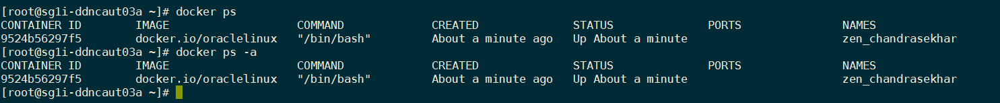 [root@sg1i-ddncaut03a ~]# docker ps
CONTAINER ID        IMAGE                   COMMAND             CREATED              STATUS              PORTS               NAMES
9524b56297f5        docker.io/oraclelinux   "/bin/bash"         About a minute ago   Up About a minute                       zen_chandrasekhar
[root@sg1i-ddncaut03a ~]# docker ps -a
CONTAINER ID        IMAGE                   COMMAND             CREATED              STATUS              PORTS               NAMES
9524b56297f5        docker.io/oraclelinux   "/bin/bash"         About a minute ago   Up About a minute                       zen_chandrasekhar
[root@sg1i-ddncaut03a ~]#